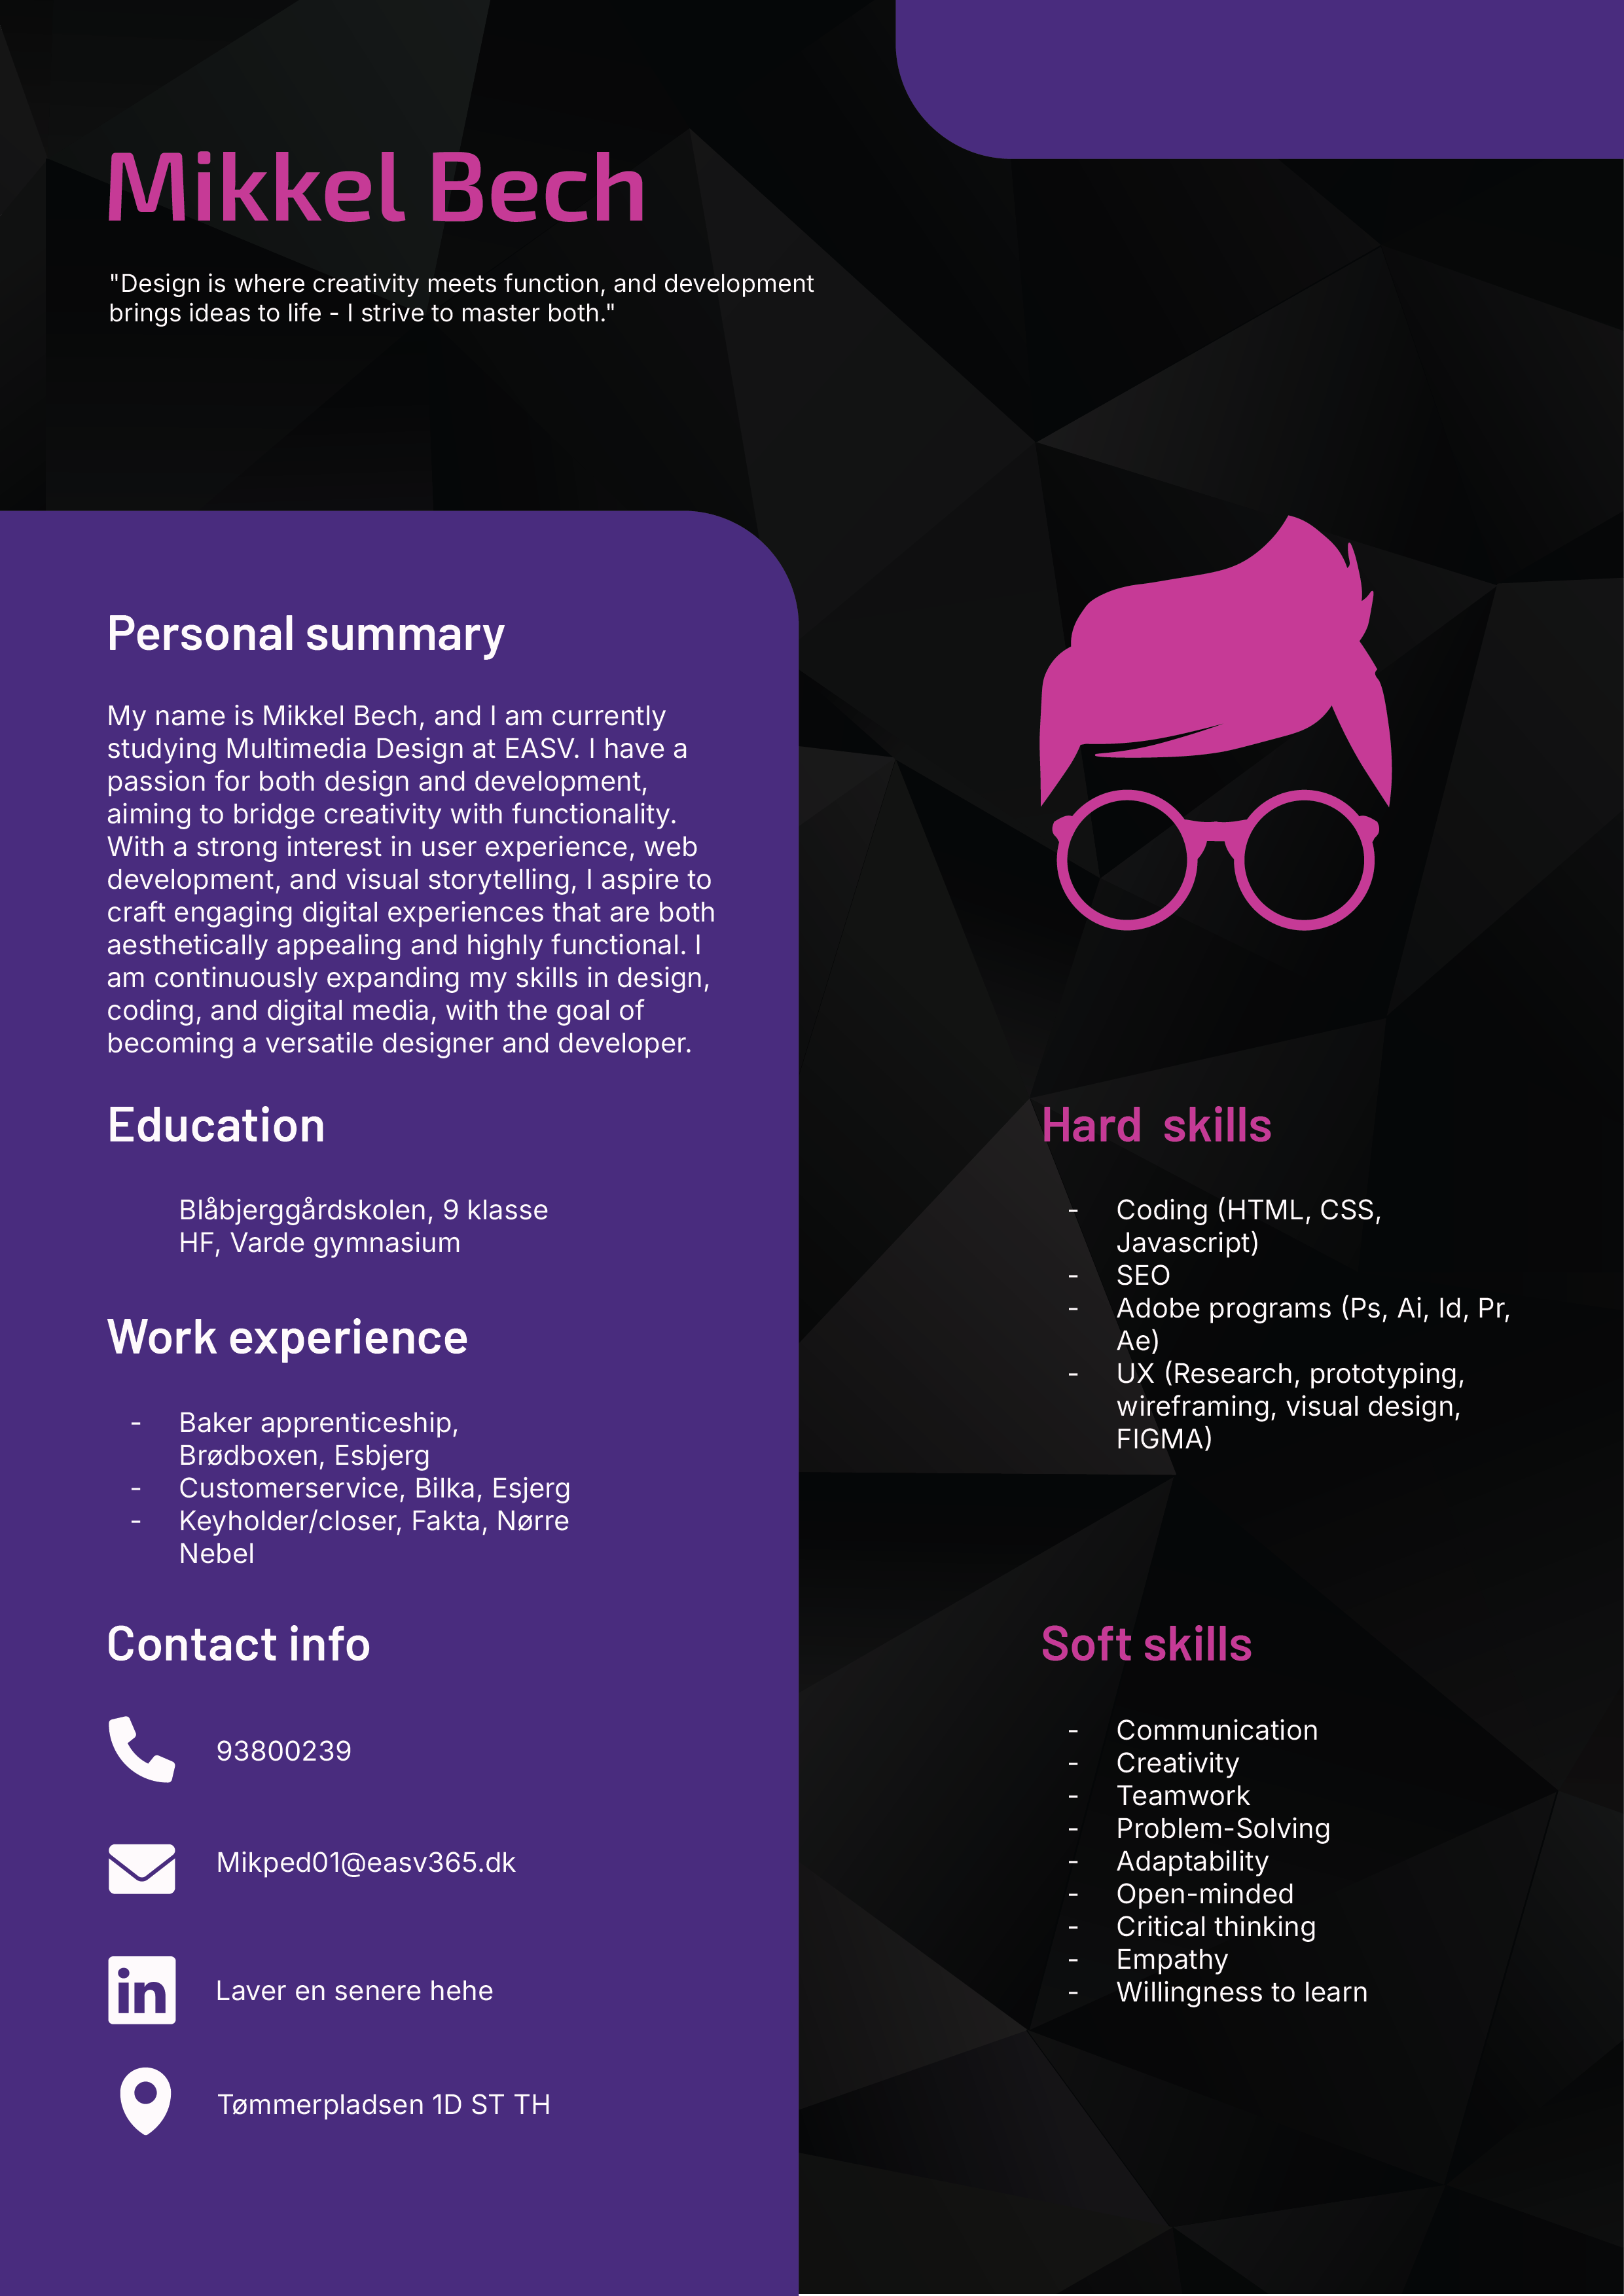 Mikkel Bech
"Design is where creativity meets function, and development
brings ideas to life - I strive to master both."
Personal summary
My name is Mikkel Bech, and I am currently
studying Multimedia Design at EASV. I have a
passion for both design and development,
aiming to bridge creativity with functionality.
With a strong interest in user experience, web
development, and visual storytelling, I aspire to
craft engaging digital experiences that are both
aesthetically appealing and highly functional. I
am continuously expanding my skills in design,
coding, and digital media, with the goal of
becoming a versatile designer and developer.
Education
Blåbjerggårdskolen, 9 klasse
HF, Varde gymnasium
Work experience
- Baker apprenticeship,
Brødboxen, Esbjerg
- Customerservice, Bilka, Esjerg
- Keyholder/closer, Fakta, Nørre
Nebel
Contact info
93800239
Mikped01@easv365.dk
in
Laver en senere hehe
Tømmerpladsen 1D ST TH
Hard skills
- Coding (HTML, CSS,
Javascript)
- SEO
- Adobe programs (Ps, Ai, Id, Pr,
Ae)
- UX (Research, prototyping,
wireframing, visual design,
FIGMA)
Soft skills
- Communication
- Creativity
- Teamwork
- Problem-Solving
- Adaptability
- Open-minded
- Critical thinking
- Empathy
- Willingness to learn